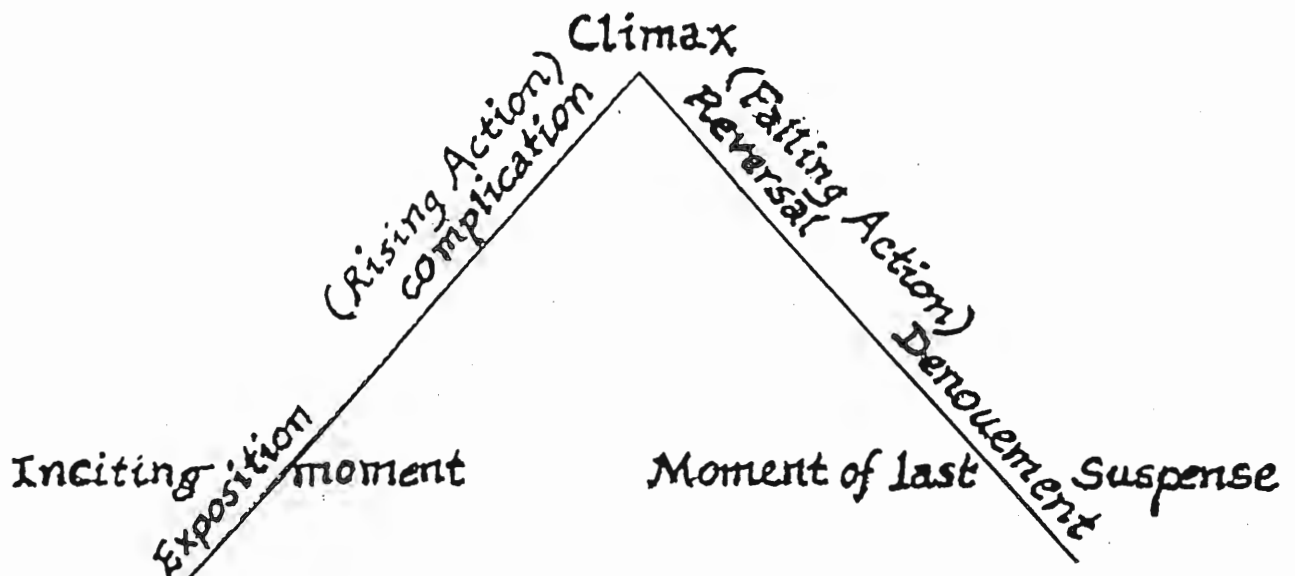 Climax
(Rising Action)
complication
(Falling Action)
Reversal
Exposition
Inciting moment
Denouement
Moment of last Suspense